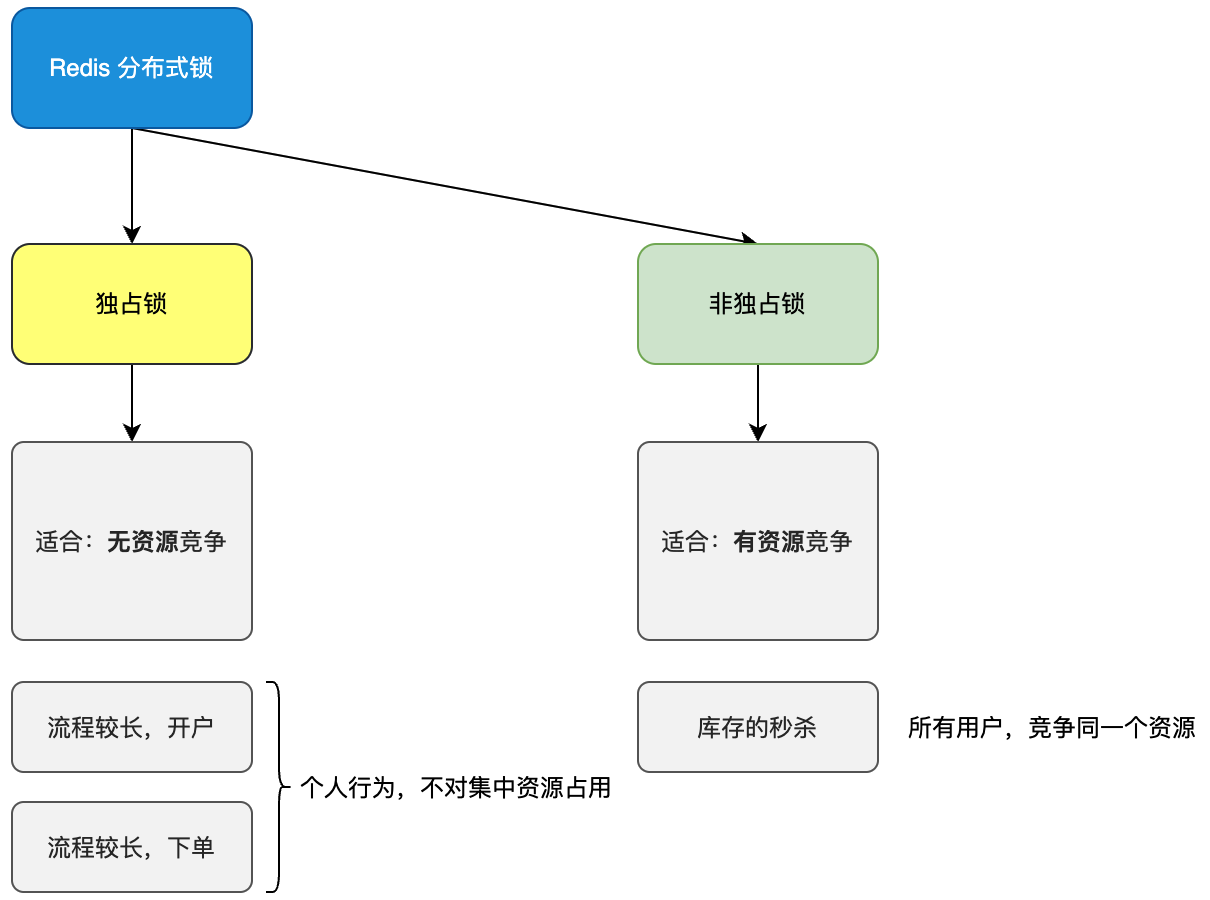 Redis 分布式锁
独占锁
非独占锁
适合：无资源竞争
适合：有资源竞争
流程较长，开户
流程较长，下单
个人行为，不对集中资源占用
库存的秒杀
所有用户，竞争同一个资源